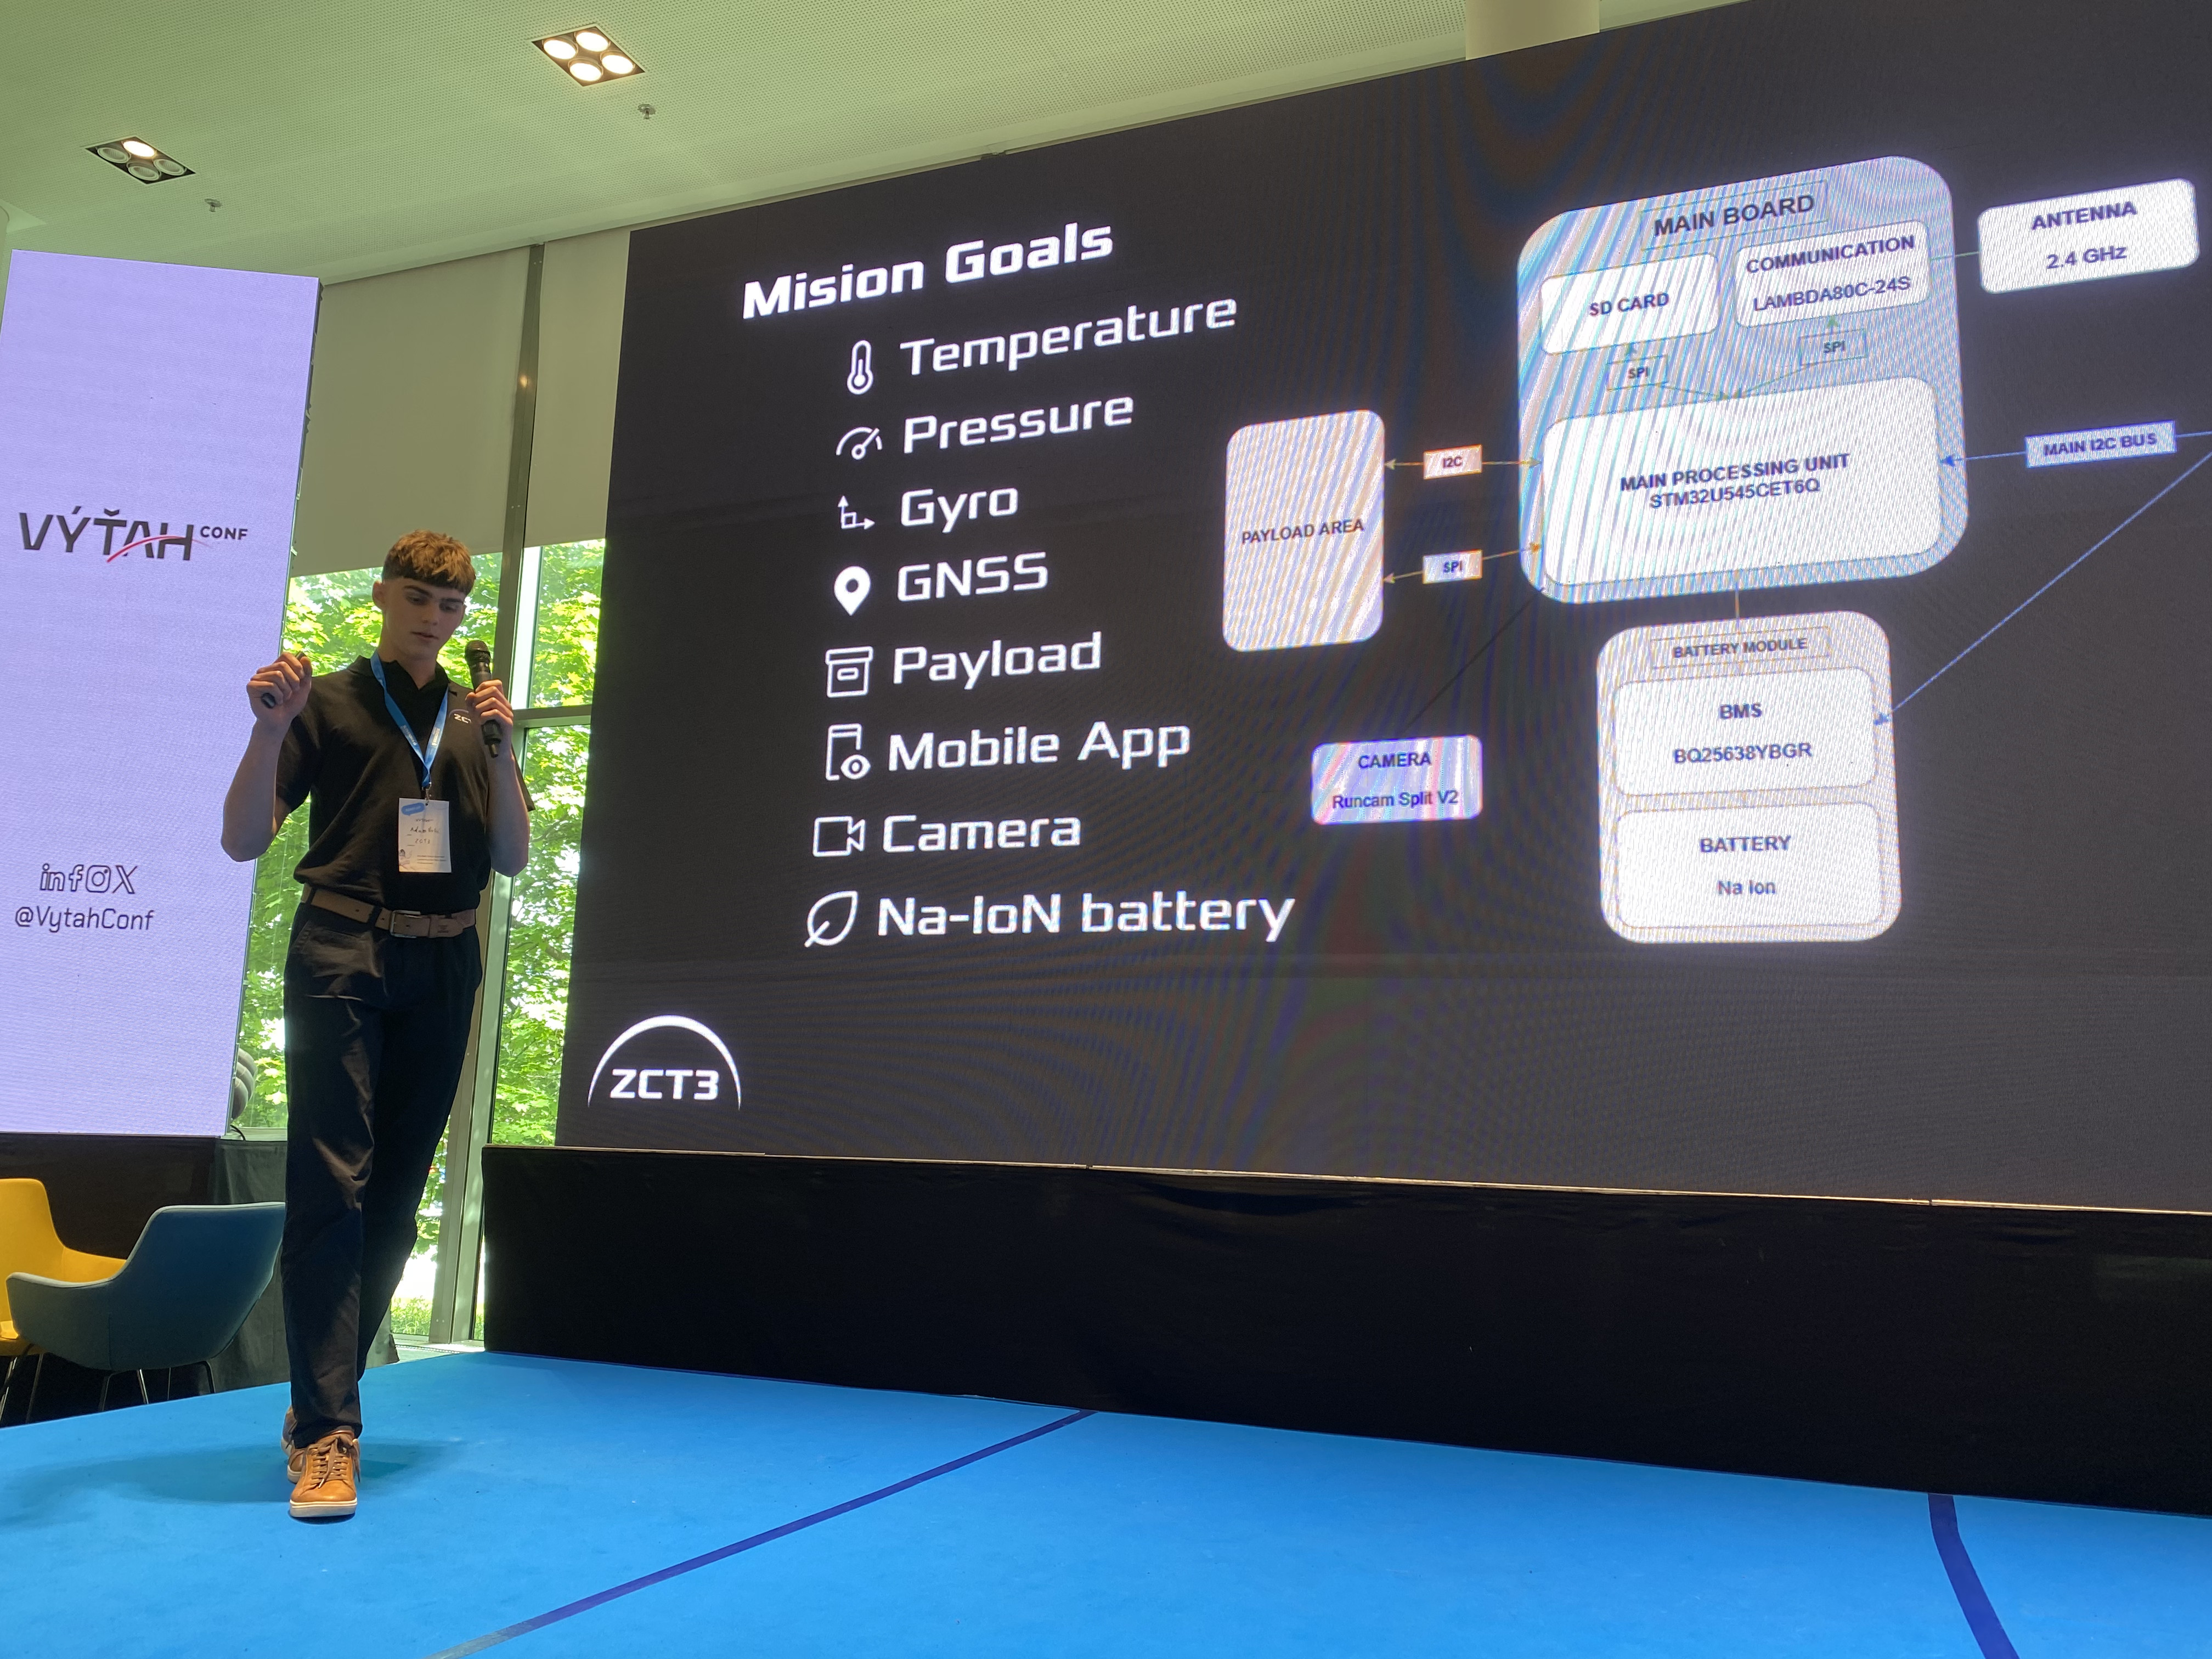 VÝŤAH CONF
@VytahConf
ZCT3
Mision Goals
Temperature
Pressure
Gyro
GNSS
Payload
Mobile App
Camera
Na-IoN battery
ZCT3
MAIN BOARD
SD CARD
COMMUNICATION
LAMBDA80C-24S
SPI
SPI
MAIN PROCESSING UNIT
STM32U545CET6Q
ANTENNA
2.4 GHz
MAIN I2C BUS
PAYLOAD AREA
I2C
SPI
CAMERA
Runcam Split V2
BATTERY MODULE
BMS
BQ25638YBGR
BATTERY
Na Ion